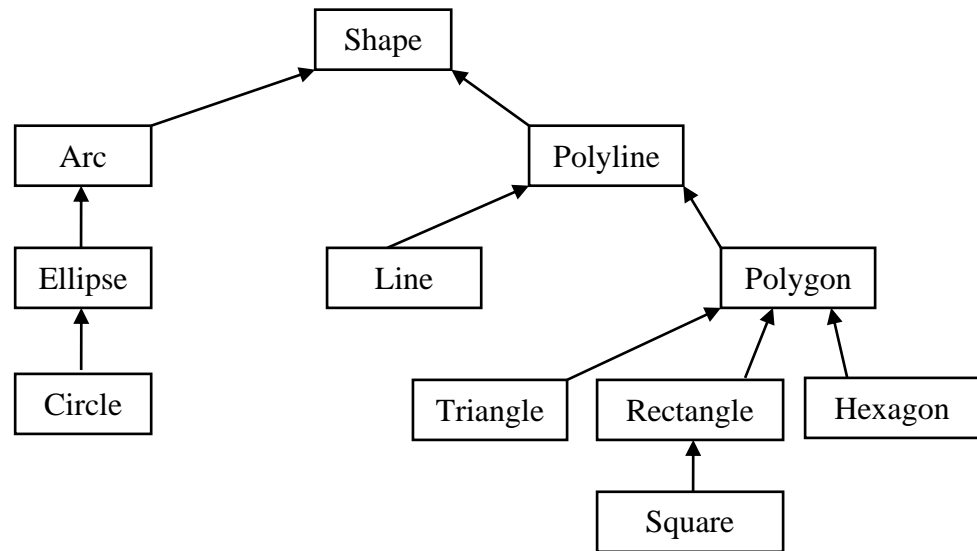 Shape
Arc
Polyline
Ellipse
Line
Polygon
Circle
Triangle
Rectangle
Hexagon
Square